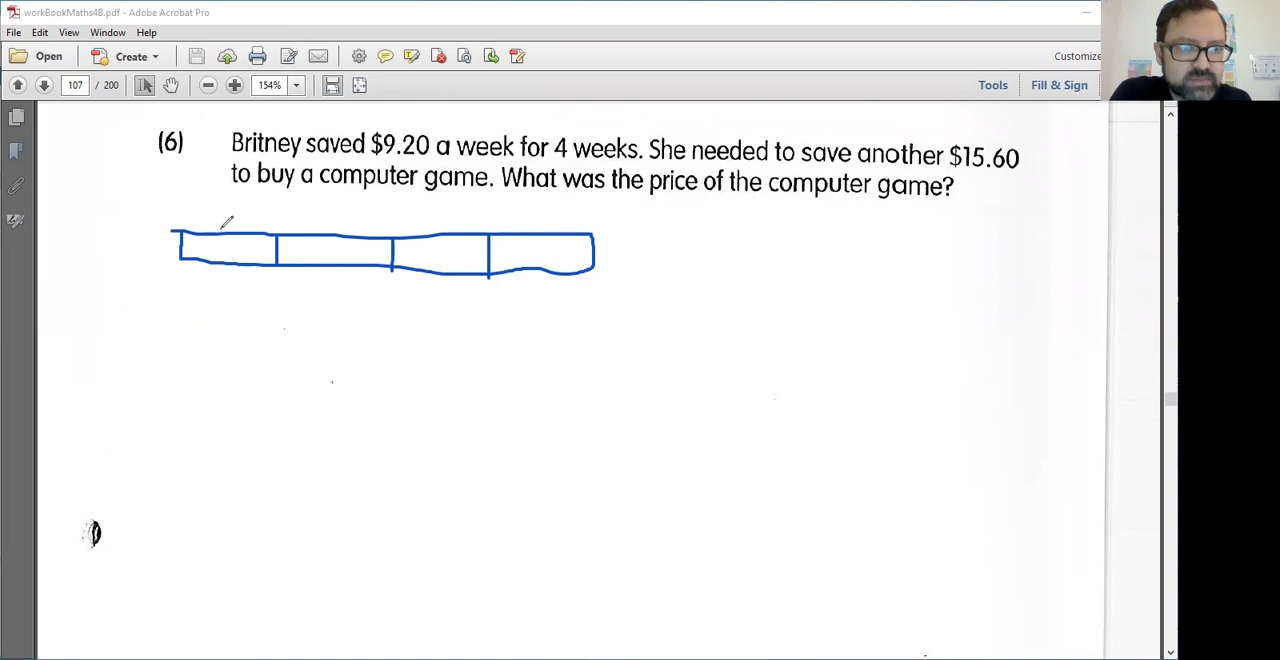 workBookMaths4B.pdf - Adobe Acrobat Pro
File Edit View Window Help
Open Create Customize
107 / 200 154% Tools Fill & Sign
(6) Britney saved $9.20 a week for 4 weeks. She needed to save another $15.60
to buy a computer game. What was the price of the computer game?